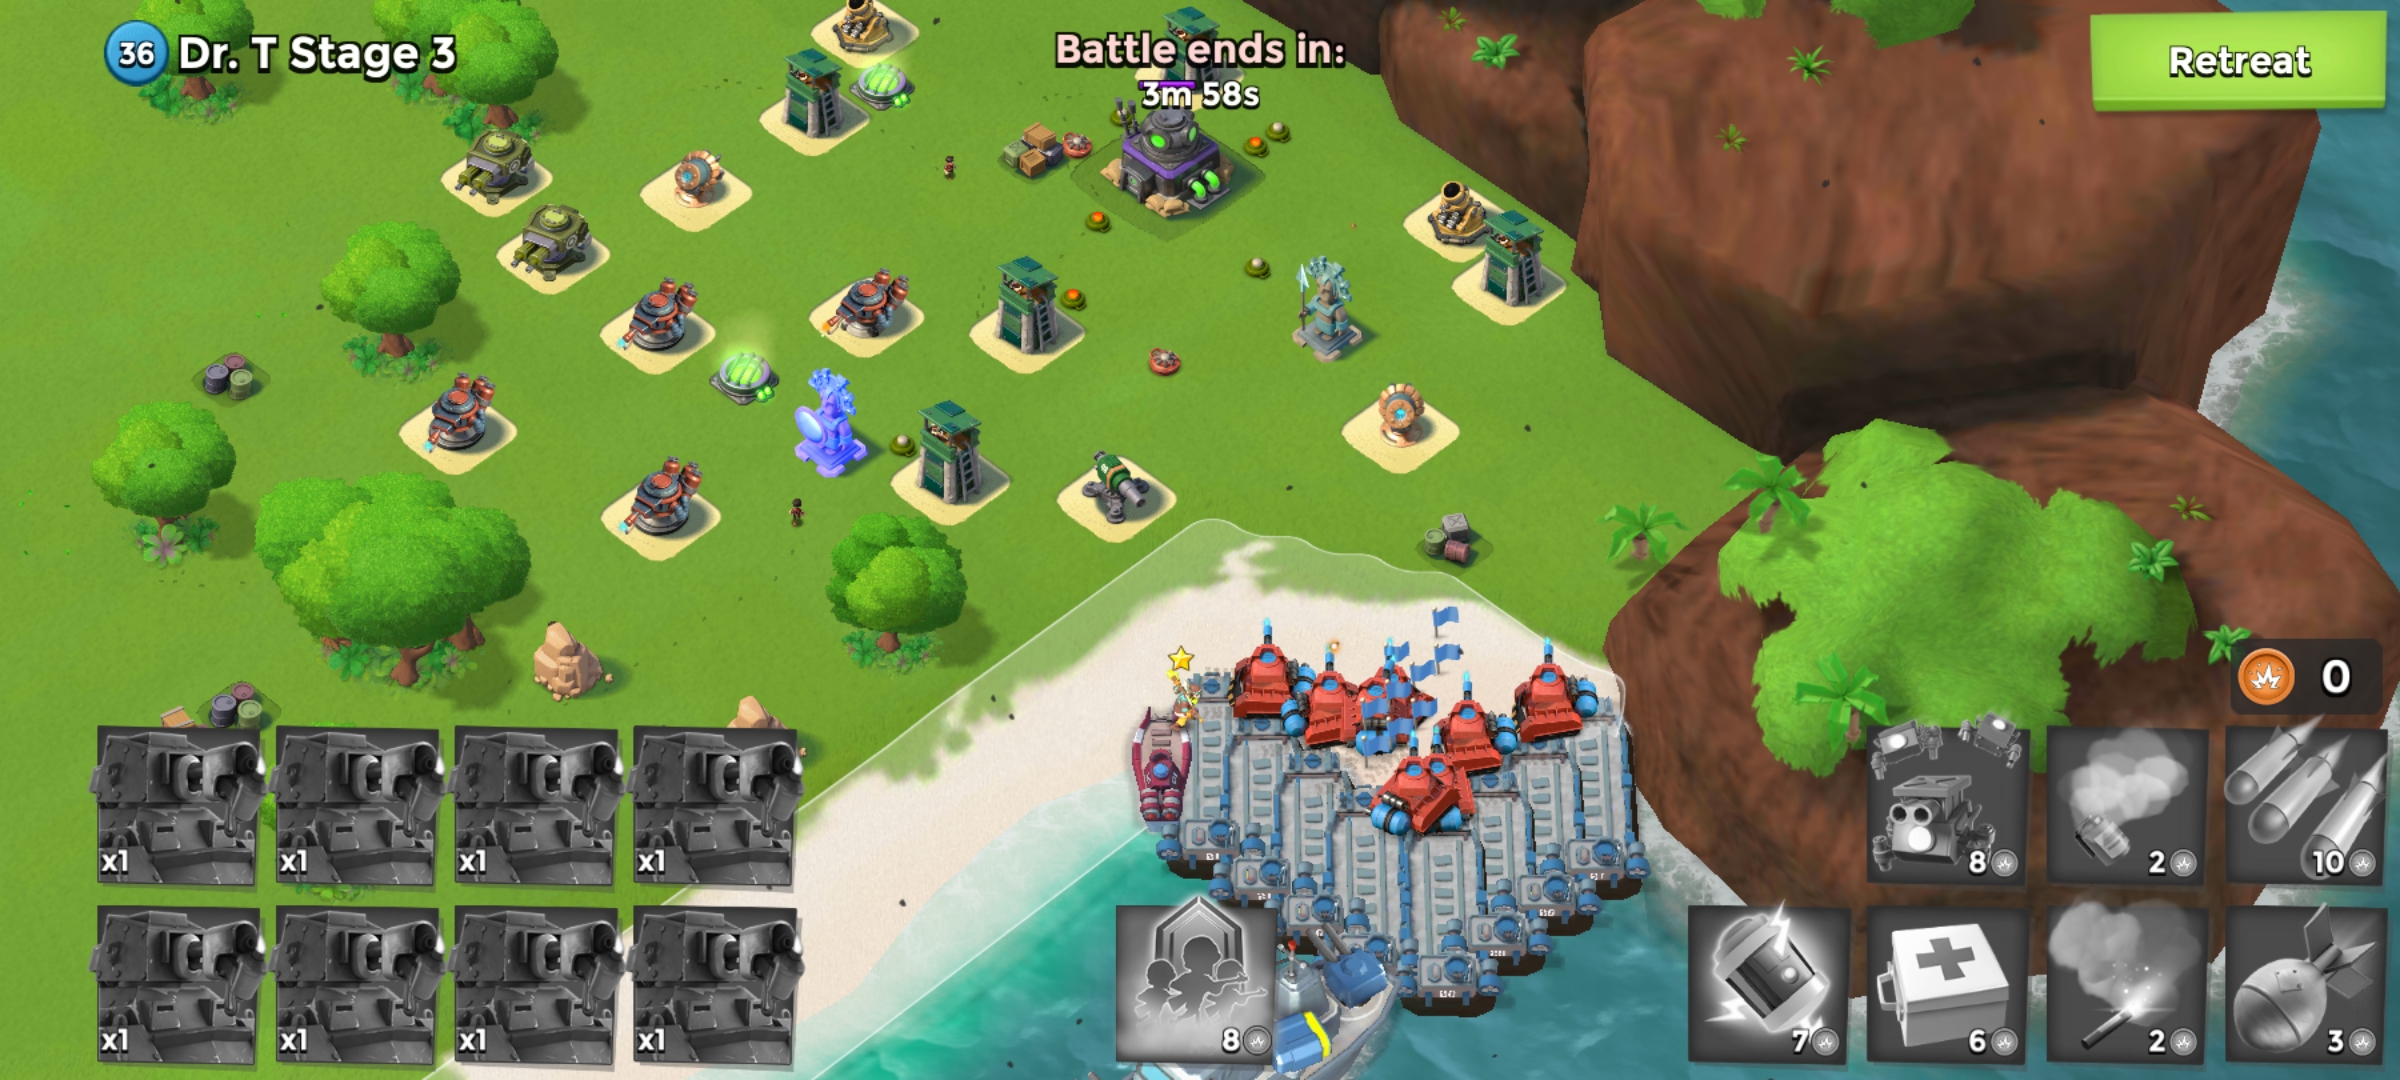 36 Dr. T Stage 3
Battle ends in:
3m 58s
Retreat
0
x1 x1 x1 x1
8 2 10
x1 x1 x1 x1
8 7 6 2 3